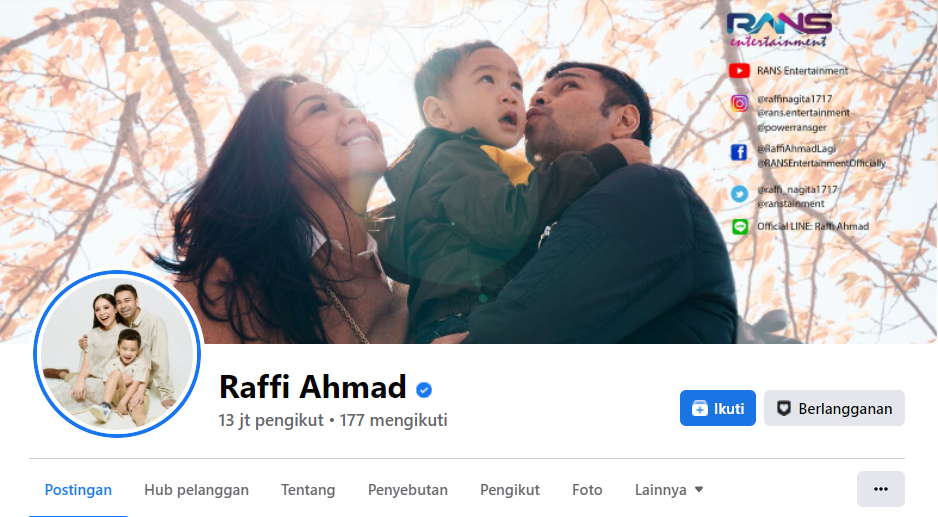 RANS
entertainment
RANS Entertainment
@raffinagita1717
@rans.entertainment
@powerransger
@RaffiAhmadLagi
@RANSEntertainmentOfficially
@raffi_nagita1717
@ranstainment
Official LINE: Raffi Ahmad
Raffi Ahmad
13 jt pengikut • 177 mengikuti
Ikuti
Berlangganan
Postingan
Hub pelanggan
Tentang
Penyebutan
Pengikut
Foto
Lainnya